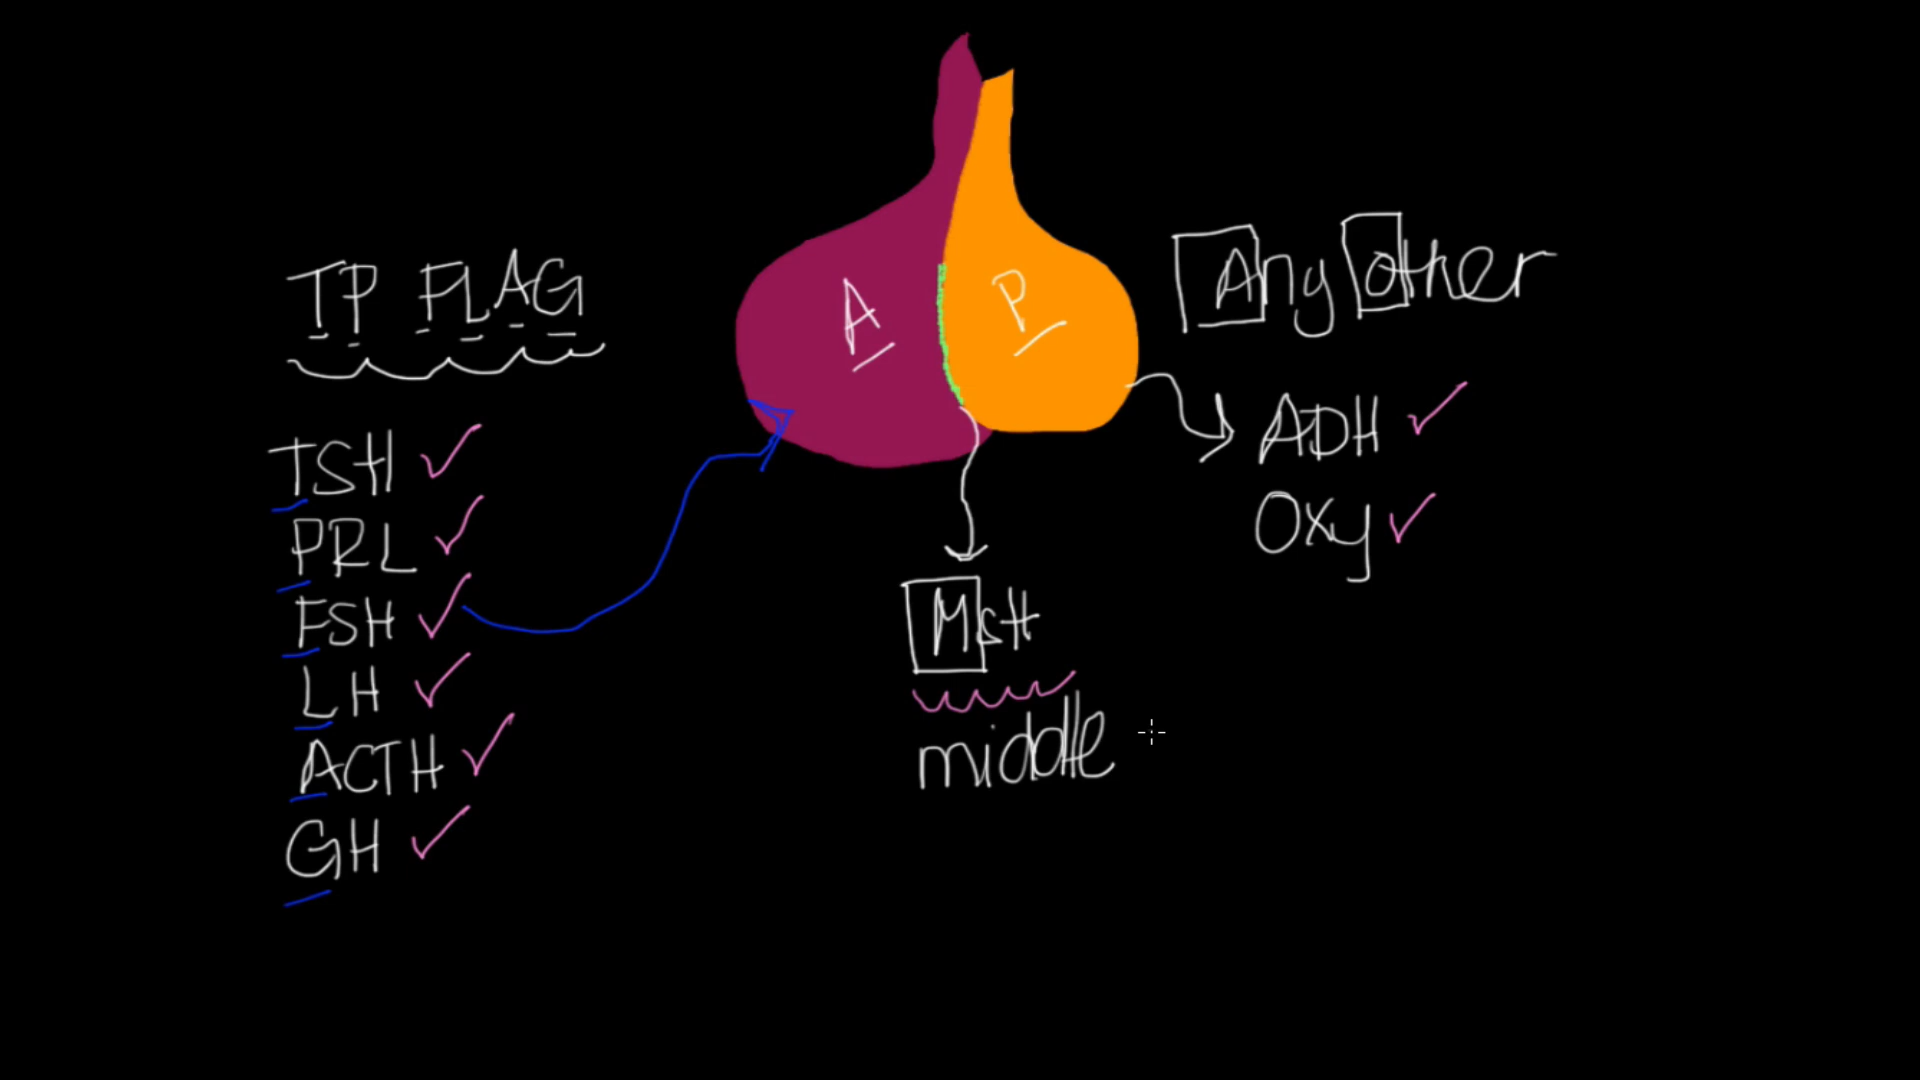 TP FLAG
TSH
PRL
FSH
LH
ACTH
GH
A
P
MSH
middle
Any other
ADH
Oxy